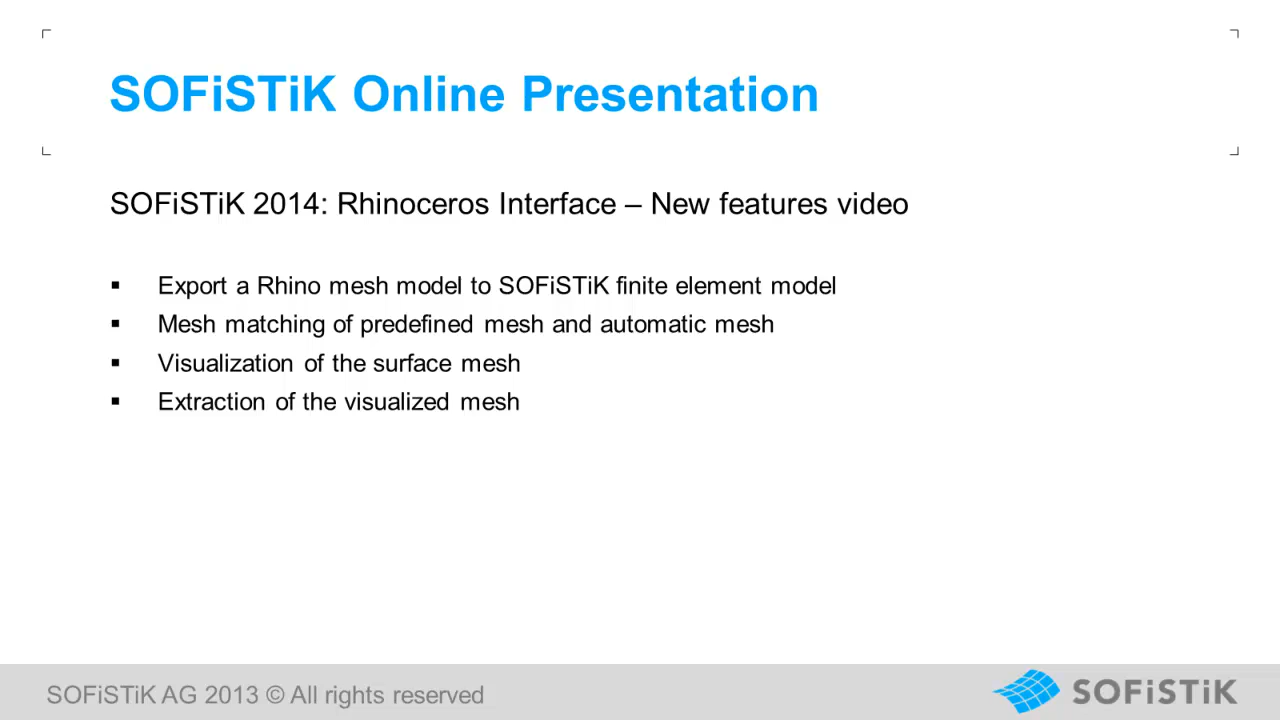 SOFiSTiK Online Presentation
SOFiSTiK 2014: Rhinoceros Interface – New features video
▪ Export a Rhino mesh model to SOFiSTiK finite element model
▪ Mesh matching of predefined mesh and automatic mesh
▪ Visualization of the surface mesh
▪ Extraction of the visualized mesh
SOFiSTiK AG 2013 © All rights reserved
SOFiSTiK